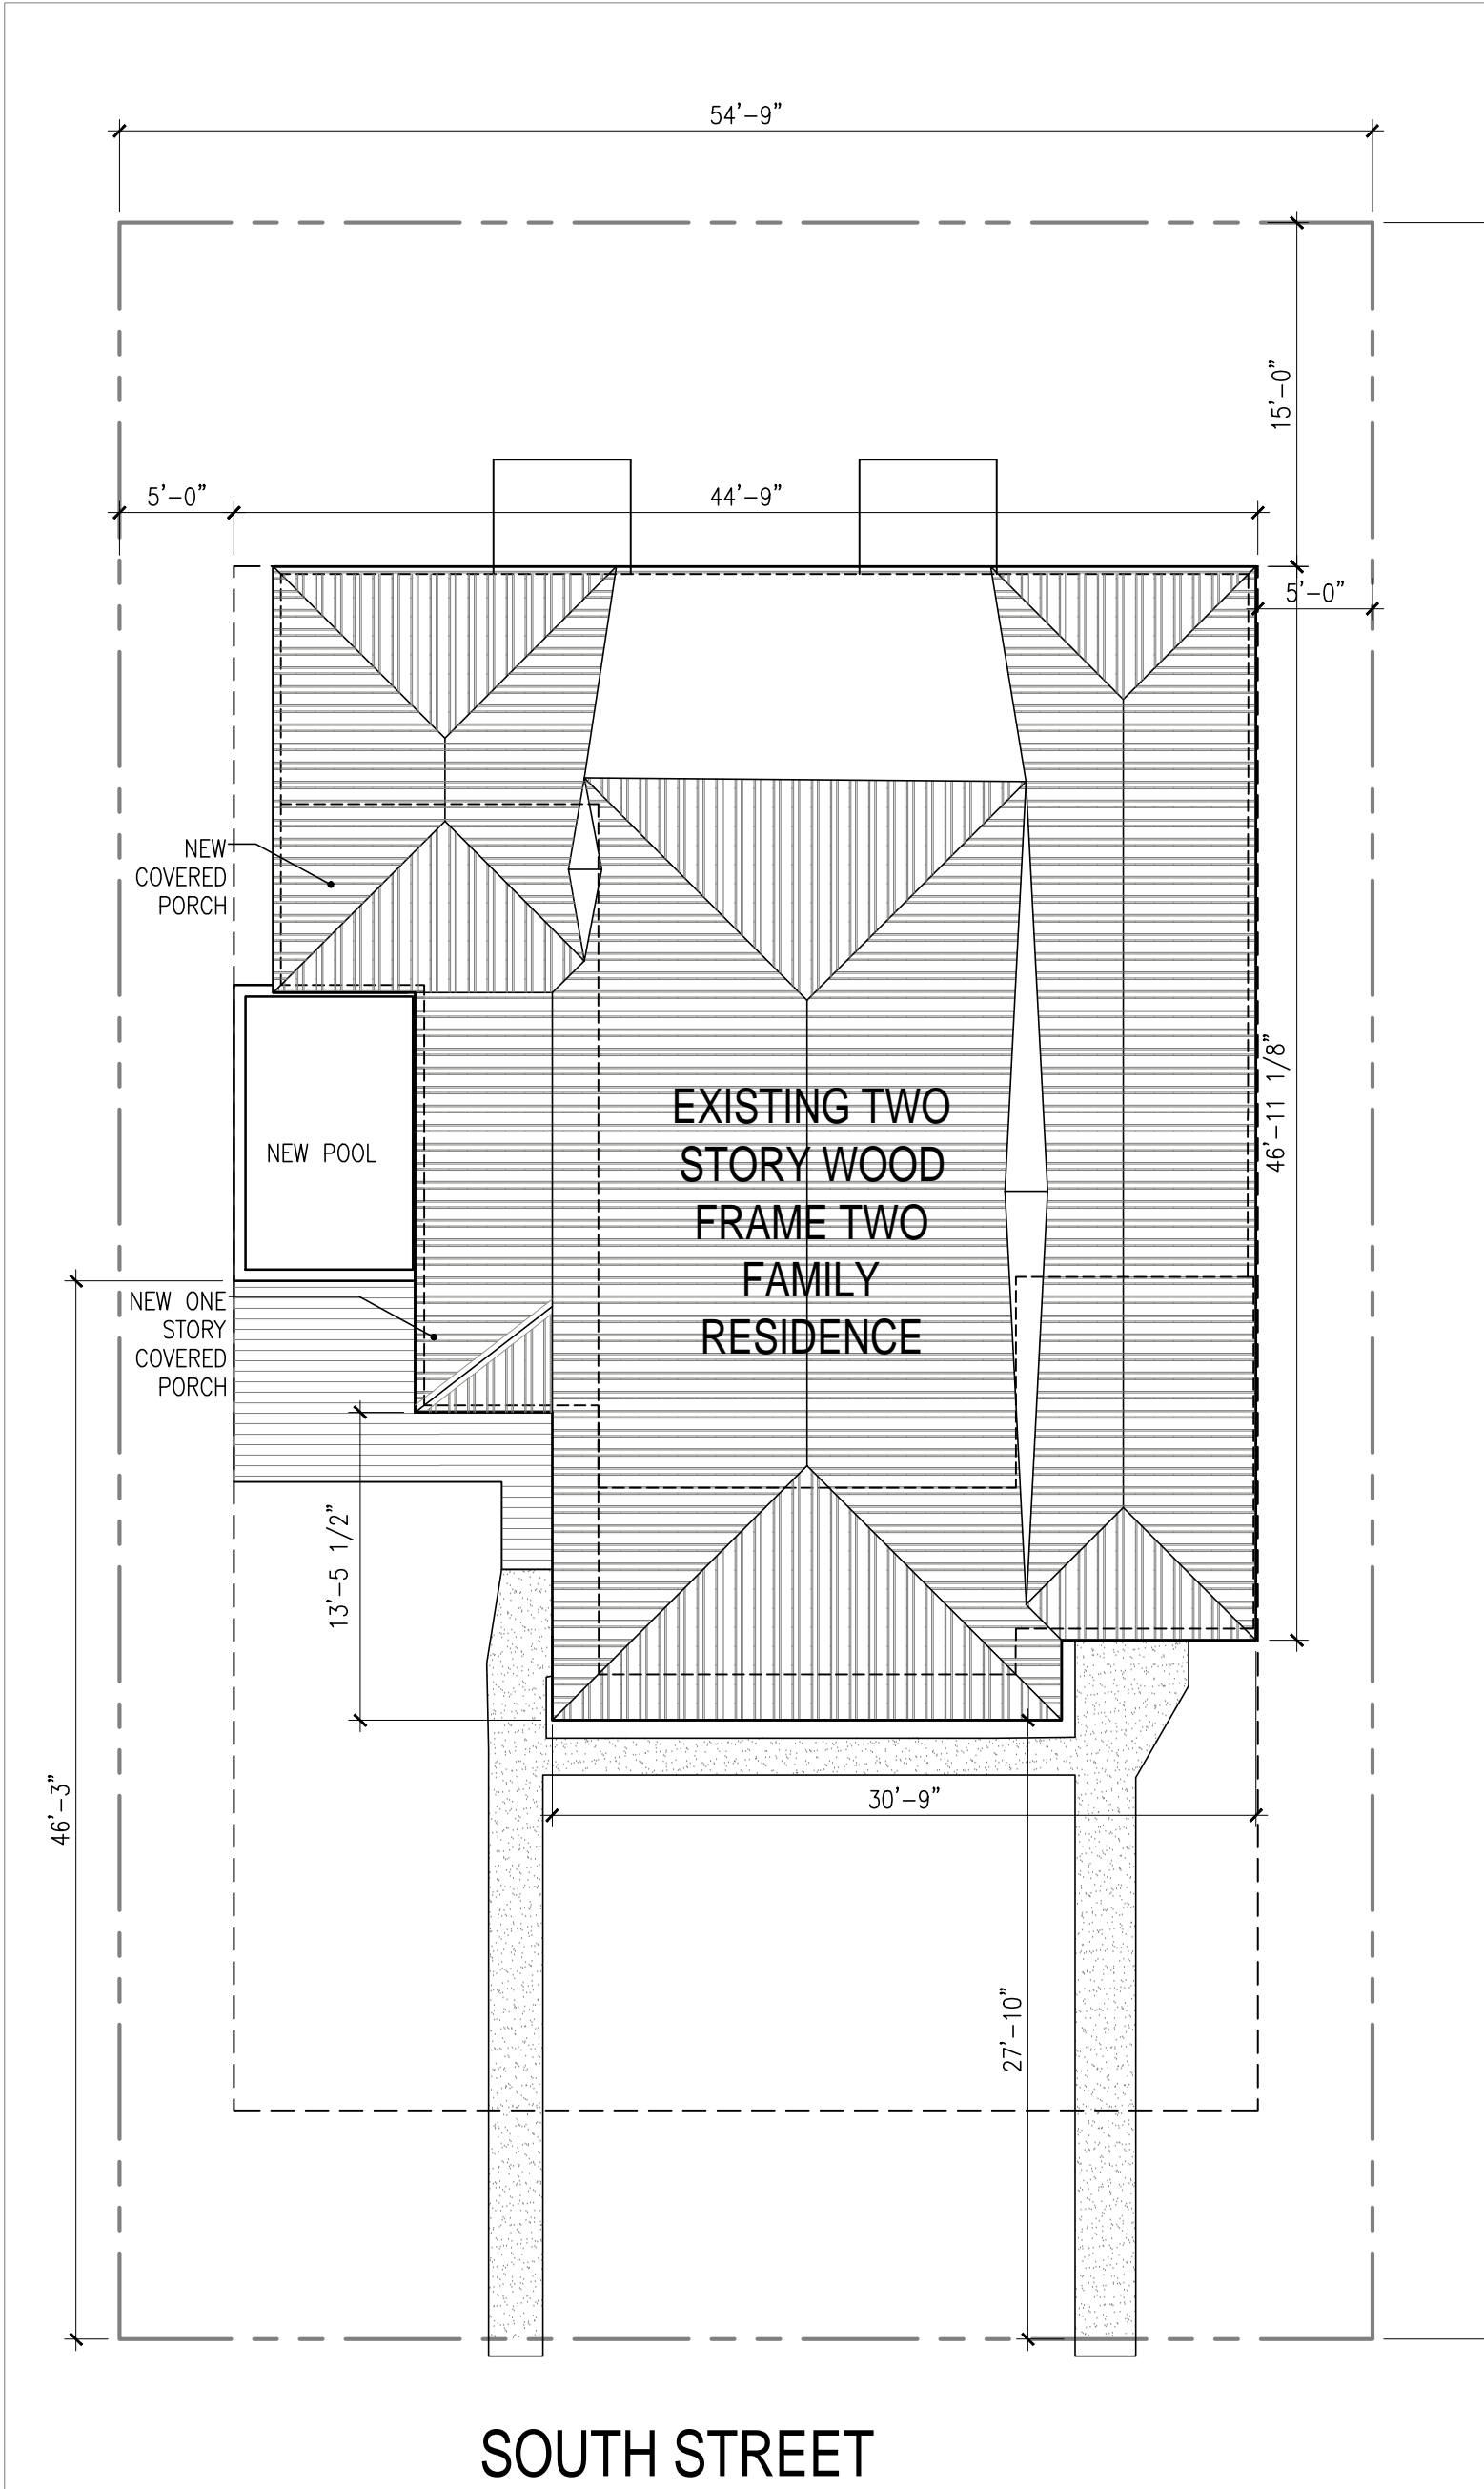 54'-9"
15'-0"
5'-0"
44'-9"
5'-0"
NEW
COVERED
PORCH
46'-11 1/8"
EXISTING TWO
STORY WOOD
FRAME TWO
FAMILY
RESIDENCE
NEW POOL
NEW ONE
STORY
COVERED
PORCH
13'-5 1/2"
46'-3"
30'-9"
27'-10"
SOUTH STREET